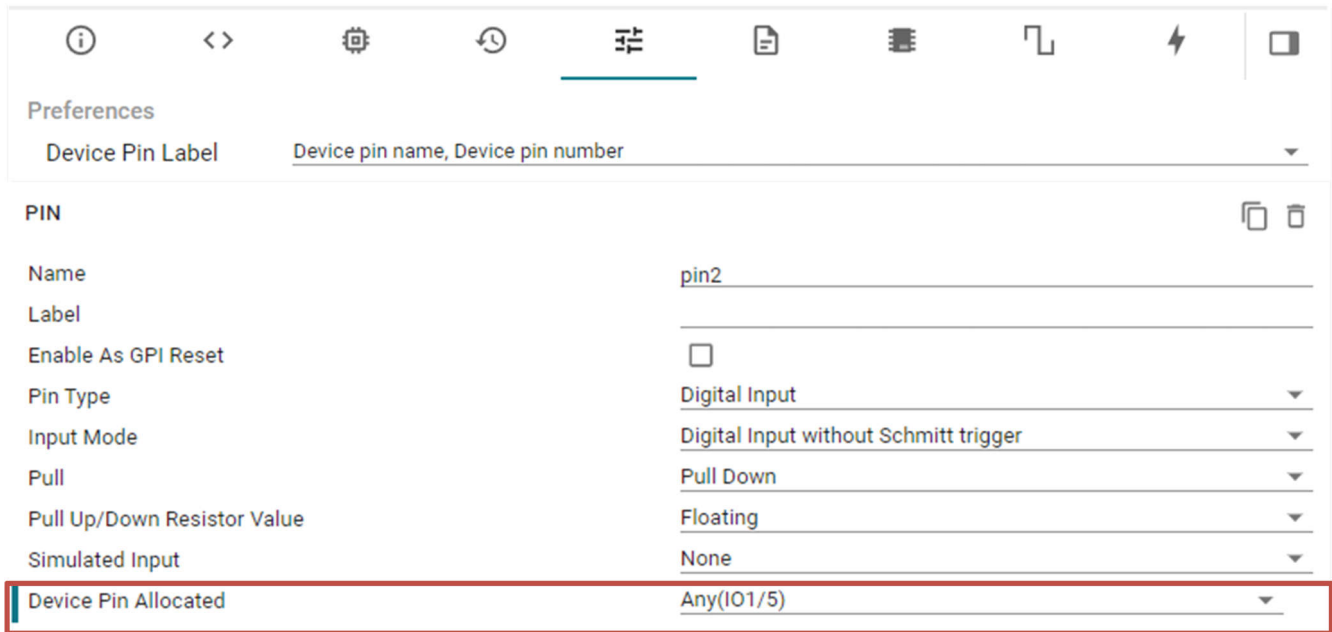 Preferences
Device Pin Label Device pin name, Device pin number
PIN
Name pin2
Label
Enable As GPI Reset
Pin Type Digital Input
Input Mode Digital Input without Schmitt trigger
Pull Pull Down
Pull Up/Down Resistor Value Floating
Simulated Input None
Device Pin Allocated Any(IO1/5)